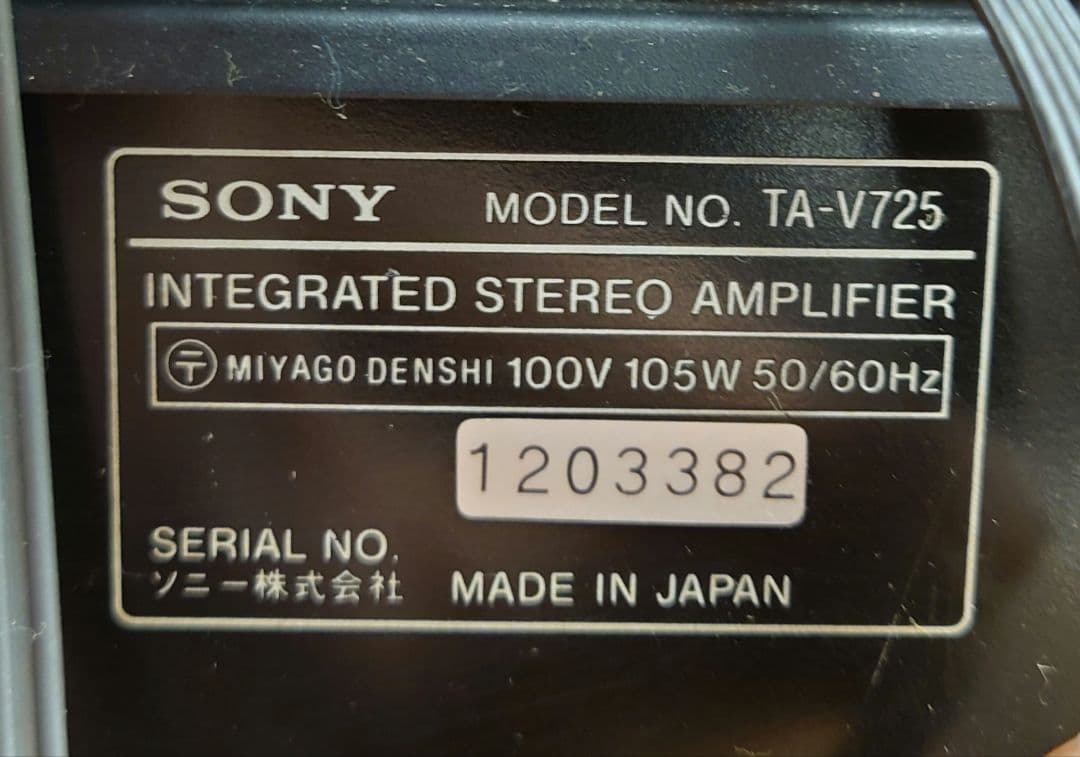 SONY MODEL NO. TA-V725
INTEGRATED STEREO AMPLIFIER
〒 MIYAGO DENSHI 100V 105W 50/60Hz
1203382
SERIAL NO.
ソニー株式会社 MADE IN JAPAN